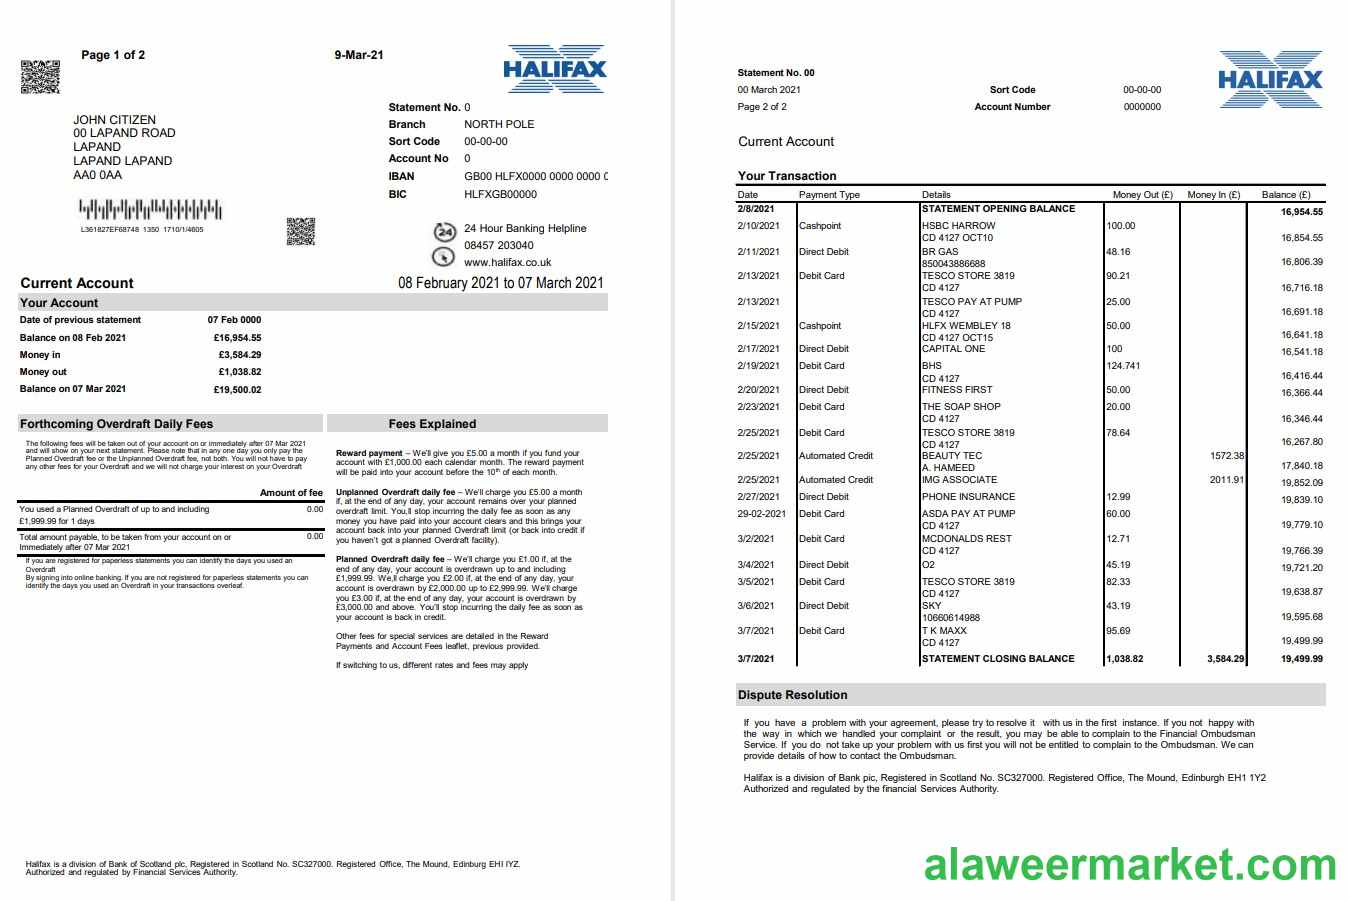 Page 1 of 2
9-Mar-21
HALIFAX
Statement No. 0
Branch NORTH POLE
Sort Code 00-00-00
Account No 0
IBAN GB00 HLFX0000 0000 0000 0
BIC HLFXGB00000
JOHN CITIZEN
00 LAPAND ROAD
LAPAND
LAPAND LAPAND
AA0 0AA
L361827EF68748 1350 1710/1/4605
24 24 Hour Banking Helpline
08457 203040
www.halifax.co.uk
Current Account 08 February 2021 to 07 March 2021
Your Account
Date of previous statement 07 Feb 0000
Balance on 08 Feb 2021 £16,954.55
Money in £3,584.29
Money out £1,038.82
Balance on 07 Mar 2021 £19,500.02
Forthcoming Overdraft Daily Fees
The following fees will be taken out of your account on or immediately after 07 Mar 2021
and will show on your next statement. Please note that in any one day you only pay the
Planned Overdraft fee or the Unplanned Overdraft fee, not both. You will not have to pay
any other fees for your Overdraft and we will not charge your interest on your Overdraft
Amount of fee
You used a Planned Overdraft of up to and including 0.00
£1,999.99 for 1 days
Total amount payable, to be taken from your account on or 0.00
Immediately after 07 Mar 2021
If you are registered for paperless statements you can identify the days you used an
Overdraft
By signing into online banking. if you are not registered for paperless statements you can
identify the days you used an Overdraft in your transactions overleaf.
Fees Explained
Reward payment – We'll give you £5.00 a month if you fund your
account with £1,000.00 each calendar month. The reward payment
will be paid into your account before the 10th of each month.
Unplanned Overdraft daily fee – We'll charge you £5.00 a month
if, at the end of any day, your account remains over your planned
overdraft limit. You,ll stop incurring the daily fee as soon as any
money you have paid into your account clears and this brings your
account back into your planned Overdraft limit (or back into credit if
you haven't got a planned Overdraft facility).
Planned Overdraft daily fee – We'll charge you £1.00 if, at the
end of any day, your account is overdrawn up to and including
£1,999.99. We,ll charge you £2.00 if, at the end of any day, your
account is overdrawn by £2,000.00 up to £2,999.99. We'll charge
you £3.00 if, at the end of any day, your account is overdrawn by
£3,000.00 and above. You'll stop incurring the daily fee as soon as
your account is back in credit.
Other fees for special services are detailed in the Reward
Payments and Account Fees leaflet, previous provided.
If switching to us, different rates and fees may apply
Halifax is a division of Bank of Scotland plc, Registered in Scotland No. SC327000. Registered Office, The Mound, Edinburg EHI IYZ.
Authorized and regulated by Financial Services Authority.
HALIFAX
Statement No. 00
00 March 2021 Sort Code 00-00-00
Page 2 of 2 Account Number 0000000
Current Account
Your Transaction
Date Payment Type Details Money Out (£) Money In (£) Balance (£)
2/8/2021 STATEMENT OPENING BALANCE 16,954.55
2/10/2021 Cashpoint HSBC HARROW 100.00
CD 4127 OCT10 16,854.55
2/11/2021 Direct Debit BR GAS 48.16
850043886688 16,806.39
2/13/2021 Debit Card TESCO STORE 3819 90.21
CD 4127 16,716.18
2/13/2021 TESCO PAY AT PUMP 25.00
CD 4127 16,691.18
2/15/2021 Cashpoint HLFX WEMBLEY 18 50.00
CD 4127 OCT15 16,641.18
2/17/2021 Direct Debit CAPITAL ONE 100 16,541.18
2/19/2021 Debit Card BHS 124.741
CD 4127 16,416.44
2/20/2021 Direct Debit FITNESS FIRST 50.00 16,366.44
2/23/2021 Debit Card THE SOAP SHOP 20.00
CD 4127 16,346.44
2/25/2021 Debit Card TESCO STORE 3819 78.64
CD 4127 16,267.80
2/25/2021 Automated Credit BEAUTY TEC 1572.38
A. HAMEED 17,840.18
2/25/2021 Automated Credit IMG ASSOCIATE 2011.91 19,852.09
2/27/2021 Direct Debit PHONE INSURANCE 12.99 19,839.10
29-02-2021 Debit Card ASDA PAY AT PUMP 60.00
CD 4127 19,779.10
3/2/2021 Debit Card MCDONALDS REST 12.71
CD 4127 19,766.39
3/4/2021 Direct Debit O2 45.19 19,721.20
3/5/2021 Debit Card TESCO STORE 3819 82.33
CD 4127 19,638.87
3/6/2021 Direct Debit SKY 43.19
10660614988 19,595.68
3/7/2021 Debit Card T K MAXX 95.69
CD 4127 19,499.99
3/7/2021 STATEMENT CLOSING BALANCE 1,038.82 3,584.29 19,499.99
Dispute Resolution
If you have a problem with your agreement, please try to resolve it with us in the first instance. If you not happy with
the way in which we handled your complaint or the result, you may be able to complain to the Financial Ombudsman
Service. If you do not take up your problem with us first you will not be entitled to complain to the Ombudsman. We can
provide details of how to contact the Ombudsman.
Halifax is a division of Bank pic, Registered in Scotland No. SC327000. Registered Office, The Mound, Edinburgh EH1 1Y2
Authorized and regulated by the financial Services Authority.
alaweermarket.com